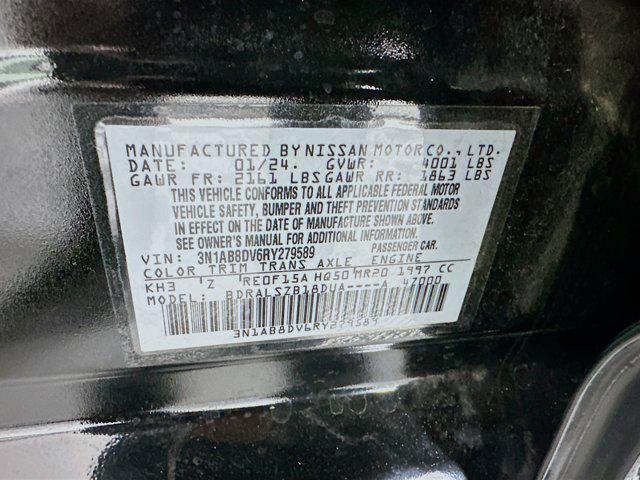 MANUFACTURED BY NISSAN MOTOR CO., LTD.
DATE: 01/24. GVWR: 4001 LBS
GAWR FR: 2161 LBS GAWR RR: 1863 LBS
THIS VEHICLE CONFORMS TO ALL APPLICABLE FEDERAL MOTOR
VEHICLE SAFETY, BUMPER AND THEFT PREVENTION STANDARDS
IN EFFECT ON THE DATE OF MANUFACTURE SHOWN ABOVE.
SEE OWNER'S MANUAL FOR ADDITIONAL INFORMATION.
VIN: 3N1AB8DV6RY279589 PASSENGER CAR.
COLOR TRIM TRANS AXLE ENGINE
KH3 Z RE0F15A HQ50 MR20 1997 CC
MODEL: BDRALSZB18DUA----A 47000
3N1AB8DV6RY279589